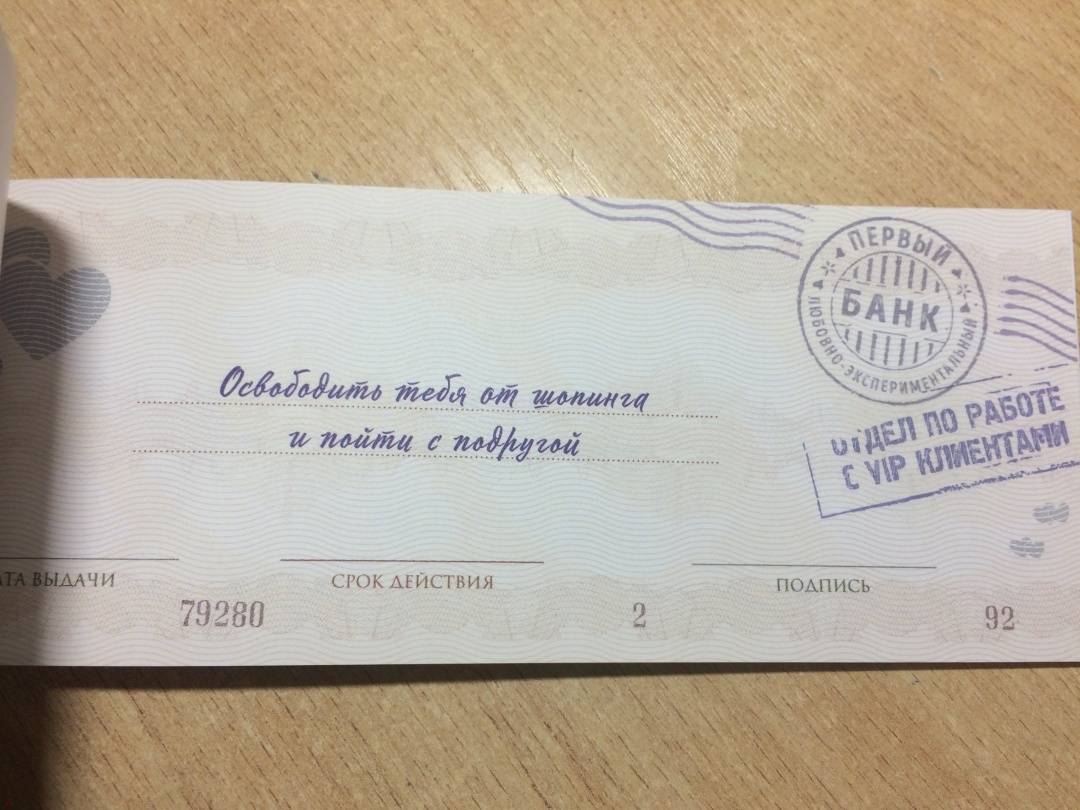 ПЕРВЫЙ
БАНК
ЛЮБОВНО-ЭКСПЕРИМЕНТАЛЬНЫЙ
Освободить тебя от шопинга
и пойти с подругой
ОТДЕЛ ПО РАБОТЕ
С VIP КЛИЕНТАМИ
АТА ВЫДАЧИ
СРОК ДЕЙСТВИЯ
ПОДПИСЬ
79280
2
92